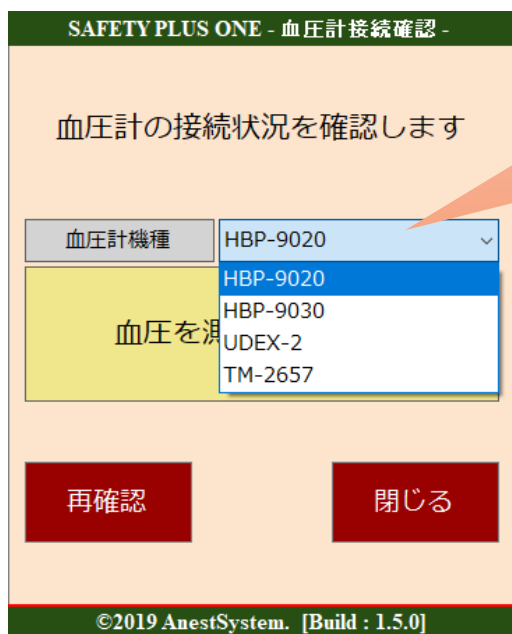 SAFETY PLUS ONE - 血圧計接続確認 -
血圧計の接続状況を確認します
血圧計機種 HBP-9020
HBP-9020
HBP-9030
血圧を
UDEX-2
TM-2657
再確認 閉じる
©2019 AnestSystem. [Build : 1.5.0]